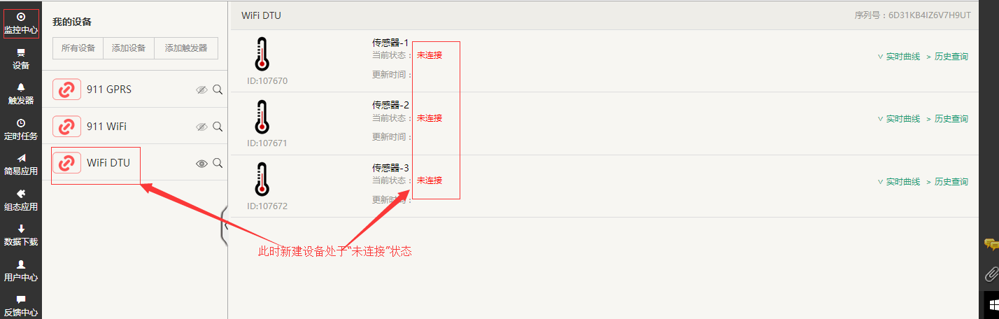 监控中心
设备
触发器
定时任务
简易应用
组态应用
数据下载
用户中心
反馈中心
我的设备
所有设备 添加设备 添加触发器
911 GPRS
911 WiFi
WiFi DTU
WiFi DTU 序列号：6D31KB4IZ6V7H9UT
传感器-1
当前状态： 未连接
实时曲线 > 历史查询
更新时间：
ID:107670
传感器-2
当前状态： 未连接
实时曲线 > 历史查询
更新时间：
ID:107671
传感器-3
当前状态： 未连接
实时曲线 > 历史查询
更新时间：
ID:107672
此时新建设备处于“未连接”状态